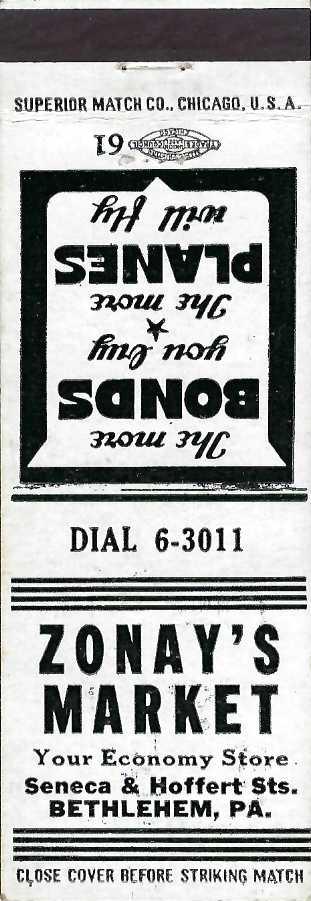 SUPERIOR MATCH CO., CHICAGO, U.S.A.
61
The more
BONDS
you buy
The more
PLANES
will fly
DIAL 6-3011
ZONAY'S
MARKET
Your Economy Store
Seneca & Hoffert Sts.
BETHLEHEM, PA.
CLOSE COVER BEFORE STRIKING MATCH